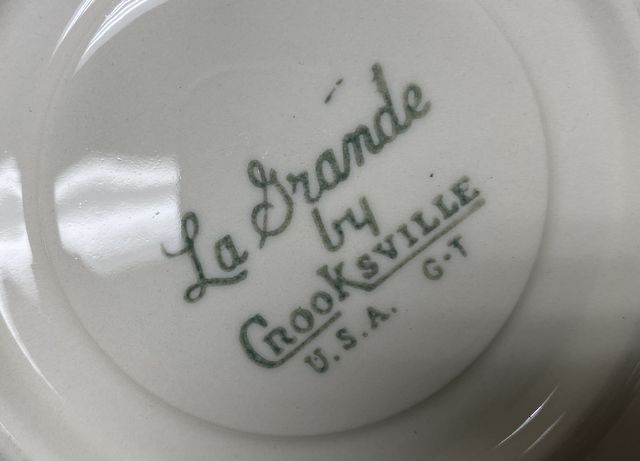 La Grande
by
CROOKSVILLE
U.S.A. G-T